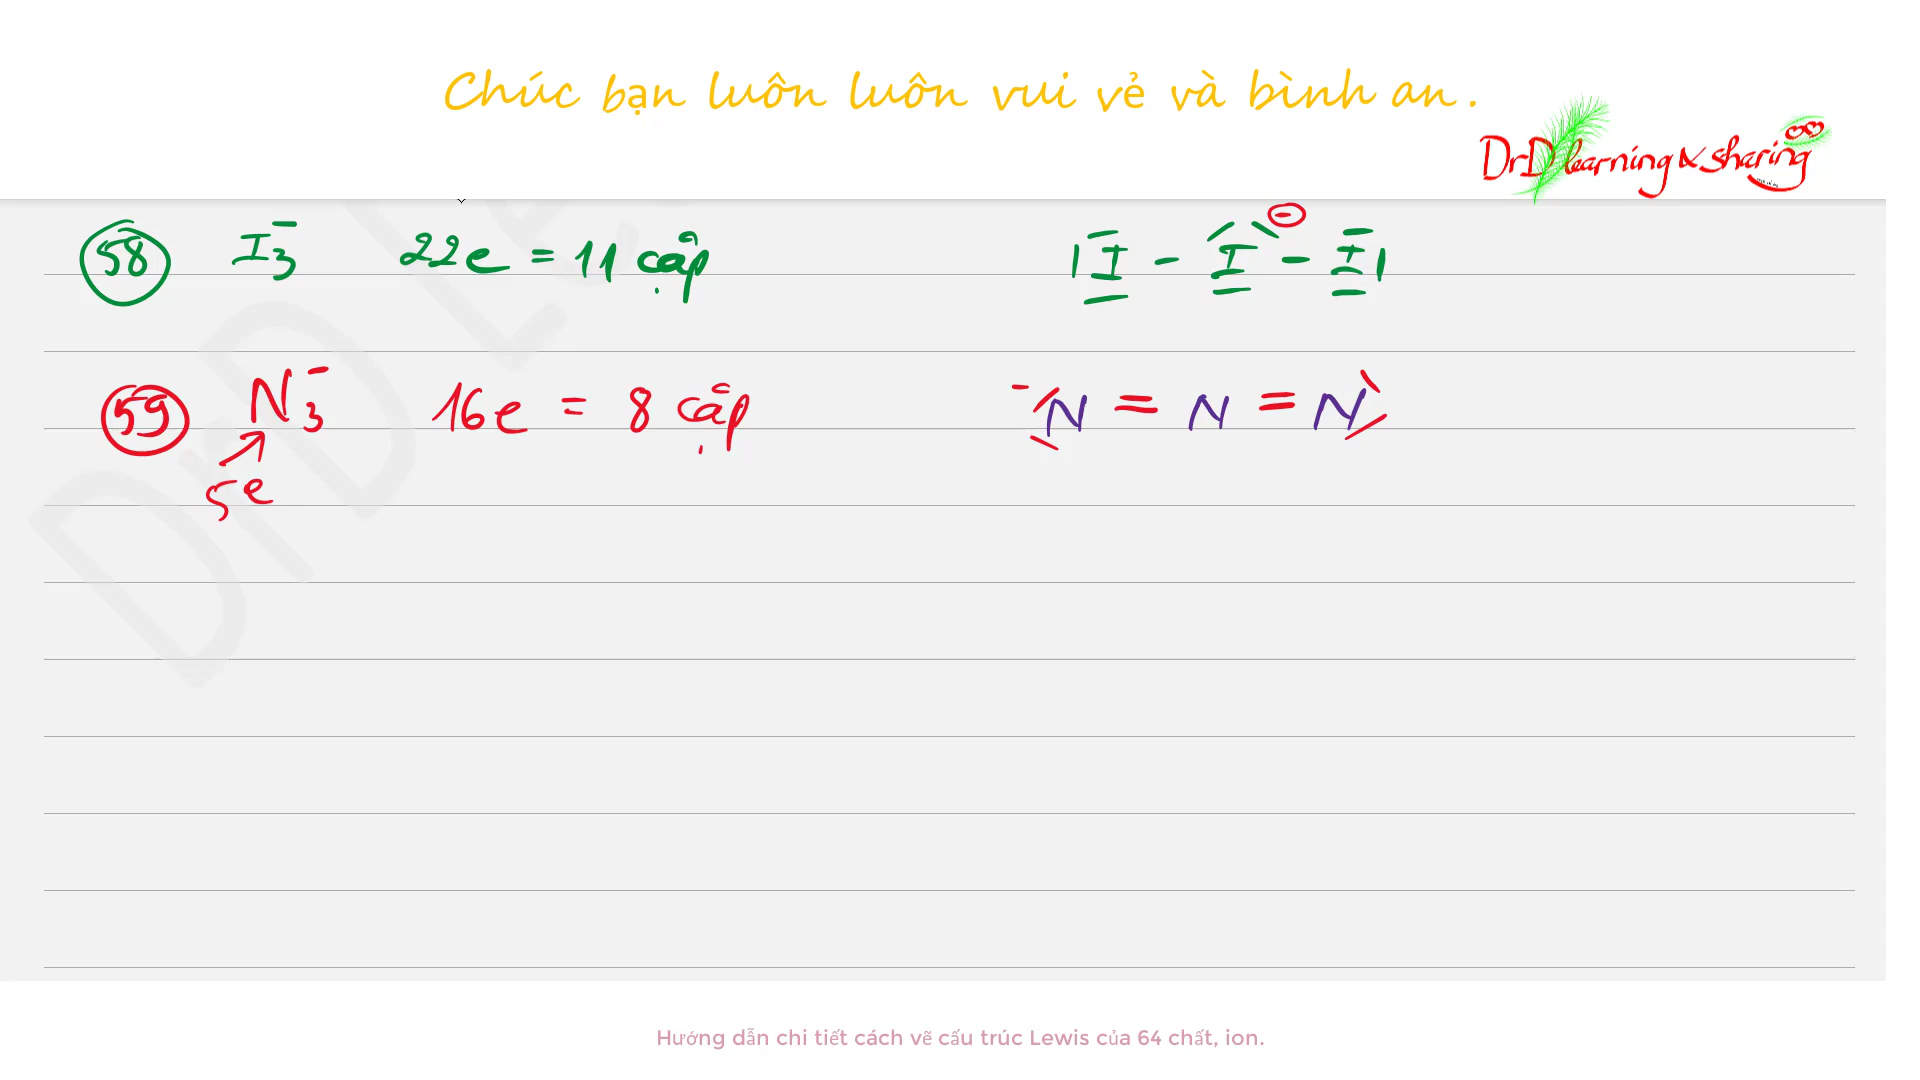 Chúc bạn luôn luôn vui vẻ và bình an.
DrD learning & sharing
58 I₃⁻ 22e = 11 cặp |I - I - I| ⊖
59 N₃⁻ 16e = 8 cặp ⁻N = N = N
5e
DrD
Hướng dẫn chi tiết cách vẽ cấu trúc Lewis của 64 chất, ion.